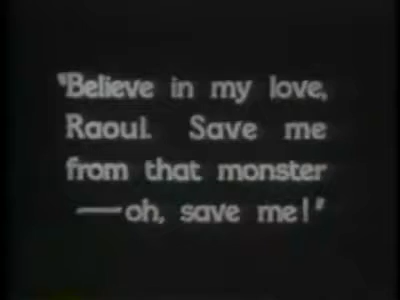 "Believe in my love,
Raoul. Save me
from that monster
—oh, save me!"